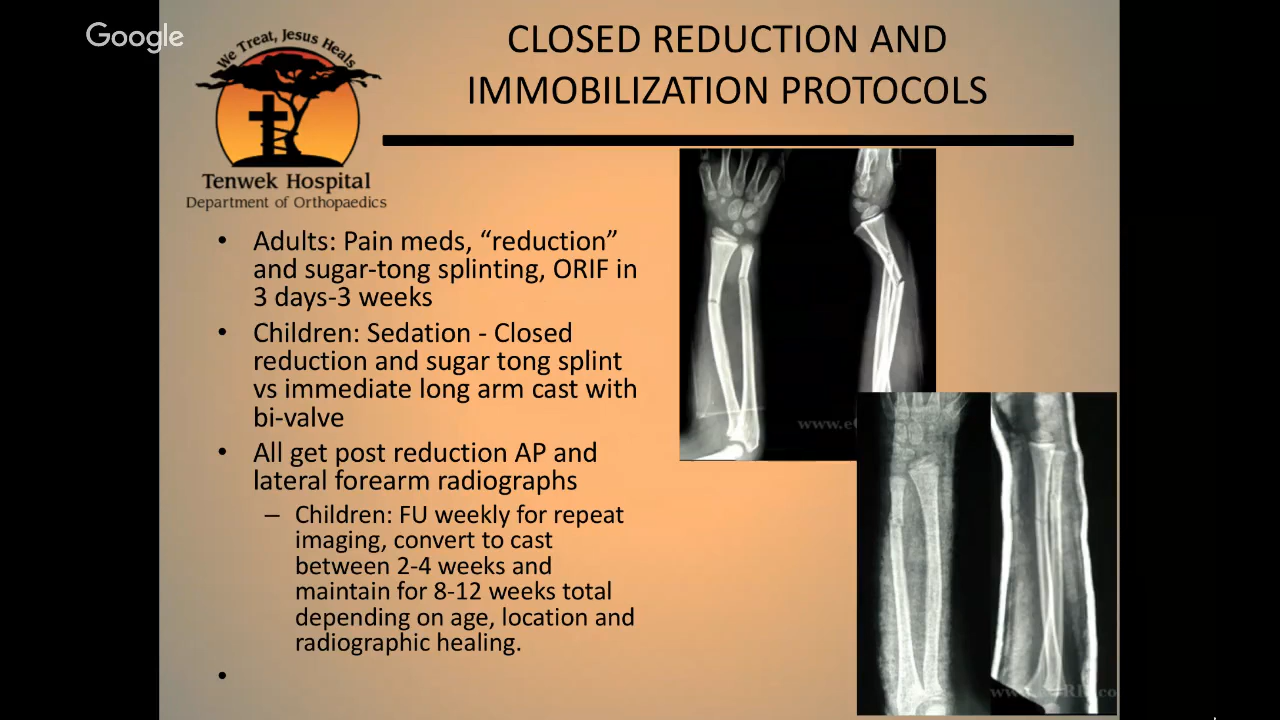 Google
We Treat, Jesus Heals
Tenwek Hospital
Department of Orthopaedics
CLOSED REDUCTION AND
IMMOBILIZATION PROTOCOLS
• Adults: Pain meds, “reduction”
and sugar-tong splinting, ORIF in
3 days-3 weeks
• Children: Sedation - Closed
reduction and sugar tong splint
vs immediate long arm cast with
bi-valve
• All get post reduction AP and
lateral forearm radiographs
– Children: FU weekly for repeat
imaging, convert to cast
between 2-4 weeks and
maintain for 8-12 weeks total
depending on age, location and
radiographic healing.
•